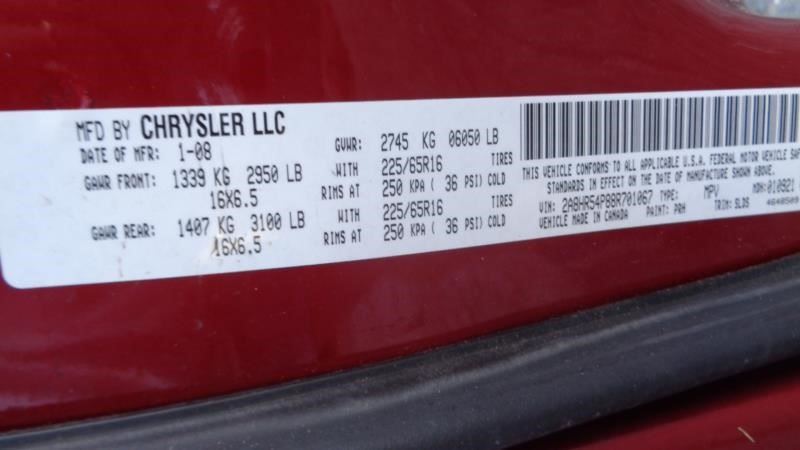 MFD BY CHRYSLER LLC
DATE OF MFR: 1-08
GVWR: 2745 KG 06050 LB
GAWR FRONT: 1339 KG 2950 LB
16X6.5
WITH 225/65R16 TIRES
RIMS AT 250 KPA ( 36 PSI) COLD
GAWR REAR: 1407 KG 3100 LB
16X6.5
WITH 225/65R16 TIRES
RIMS AT 250 KPA ( 36 PSI) COLD
THIS VEHICLE CONFORMS TO ALL APPLICABLE U.S.A. FEDERAL MOTOR VEHICLE
STANDARDS IN EFFECT ON THE DATE OF MANUFACTURE SHOWN ABOVE.
VIN: 2A8HR54P88R701067 TYPE: MPV MDH: 010921
VEHICLE MADE IN CANADA PAINT: PRH TRIM: SLDS